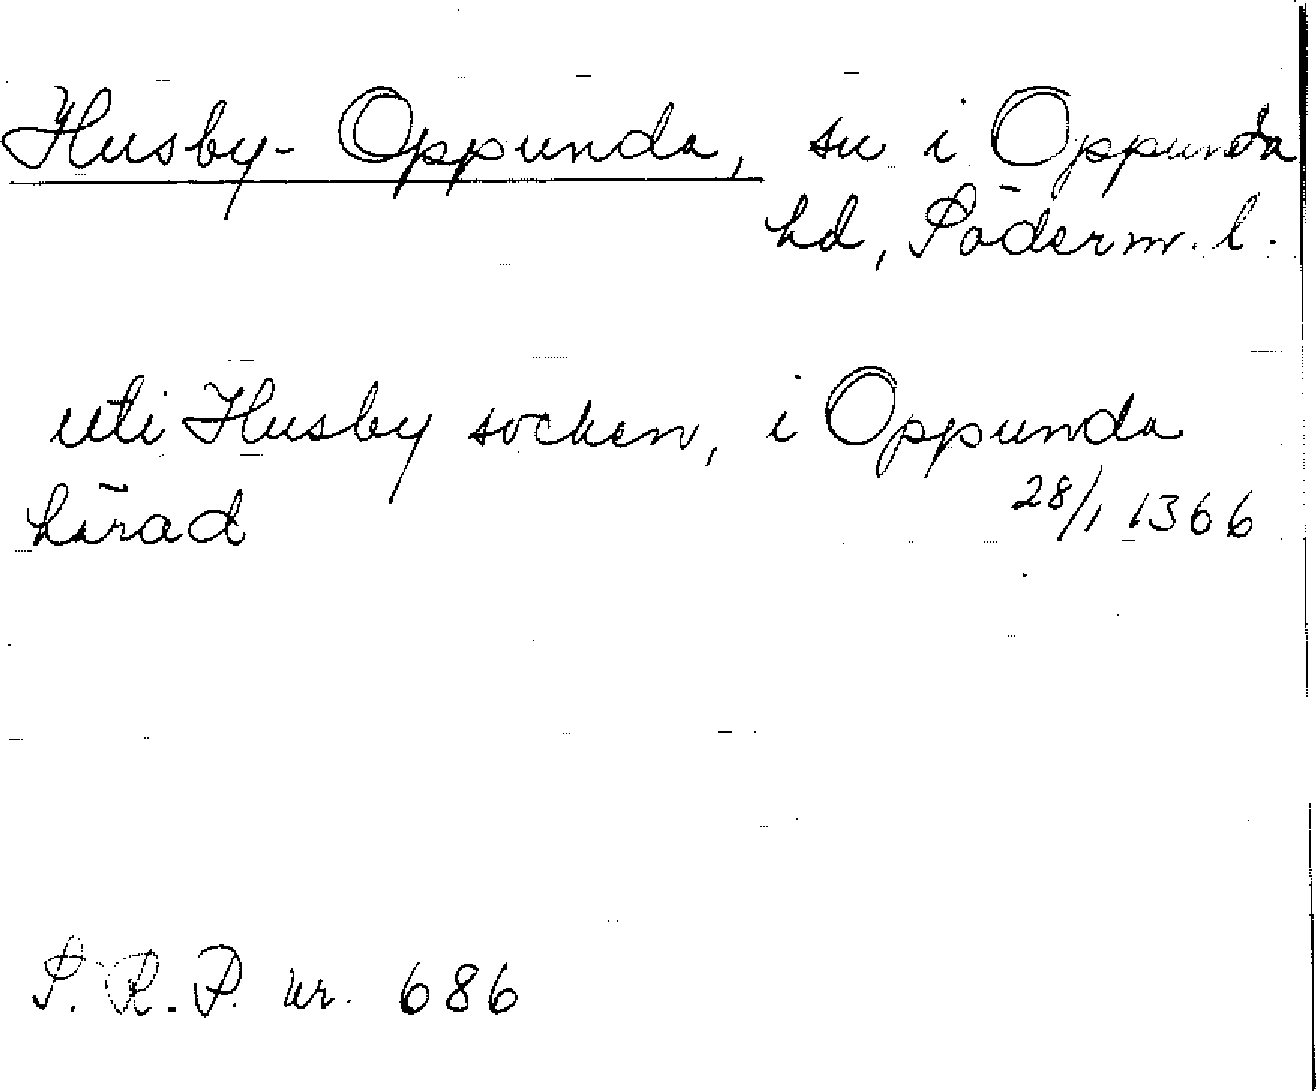 Husby-Oppunda, sn i Oppunda
hd, Söderm. l.
uti Husby socken, i Oppunda
härad
28/1 1366
S. R. P. nr. 686